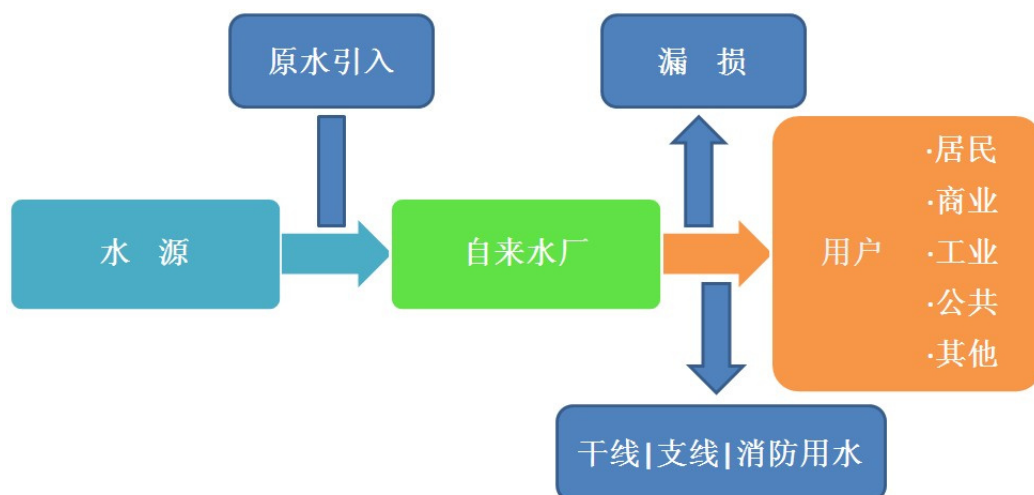 原水引入
漏 损
水 源
自来水厂
用户
·居民
·商业
·工业
·公共
·其他
干线|支线|消防用水